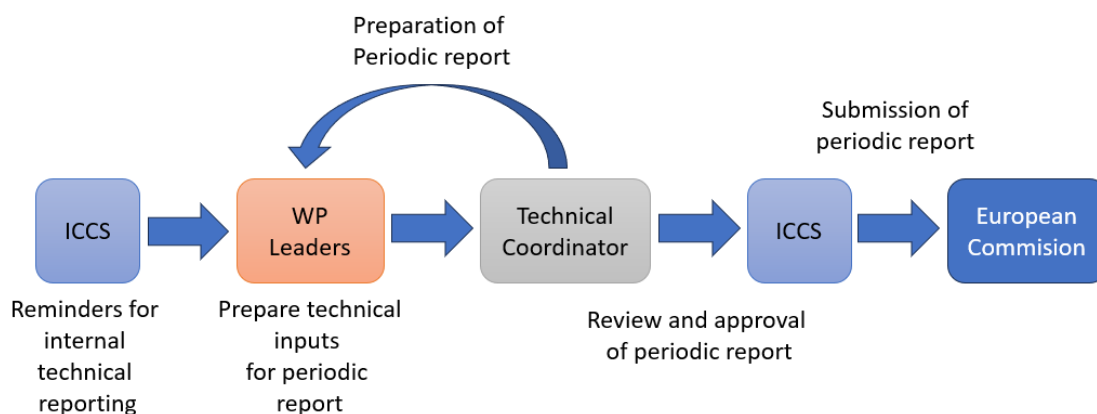 Preparation of
Periodic report
Submission of
periodic report
ICCS
WP
Leaders
Technical
Coordinator
ICCS
European
Commision
Reminders for
internal
technical
reporting
Prepare technical
inputs
for periodic
report
Review and approval
of periodic report